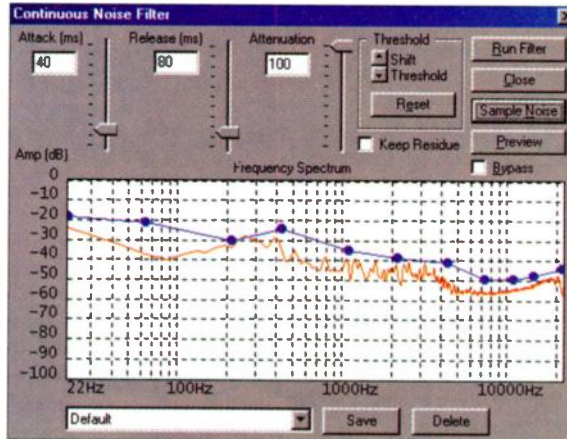 Continuous Noise Filter
Attack (ms) Release (ms) Attenuation Threshold
40 80 100
Shift
Threshold
Reset
Keep Residue
Run Filter
Close
Sample Noise
Preview
Bypass
Amp (dB) Frequency Spectrum
0
-10
-20
-30
-40
-50
-60
-70
-80
-90
-100
22Hz 100Hz 1000Hz 10000Hz
Default Save Delete